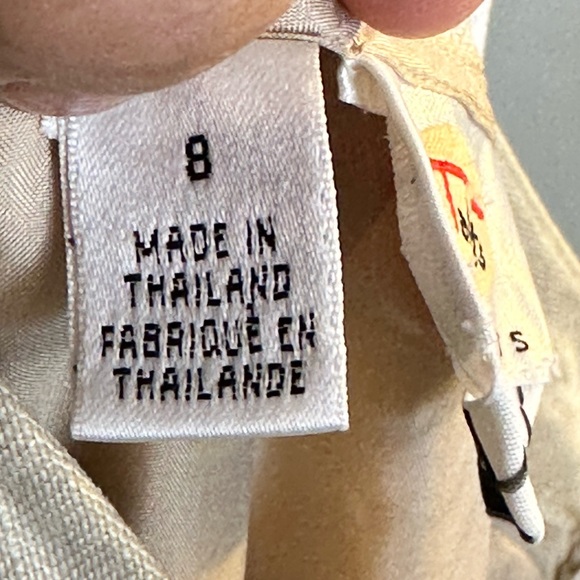 8
MADE IN
THAILAND
FABRIQUÉ EN
THAILANDE